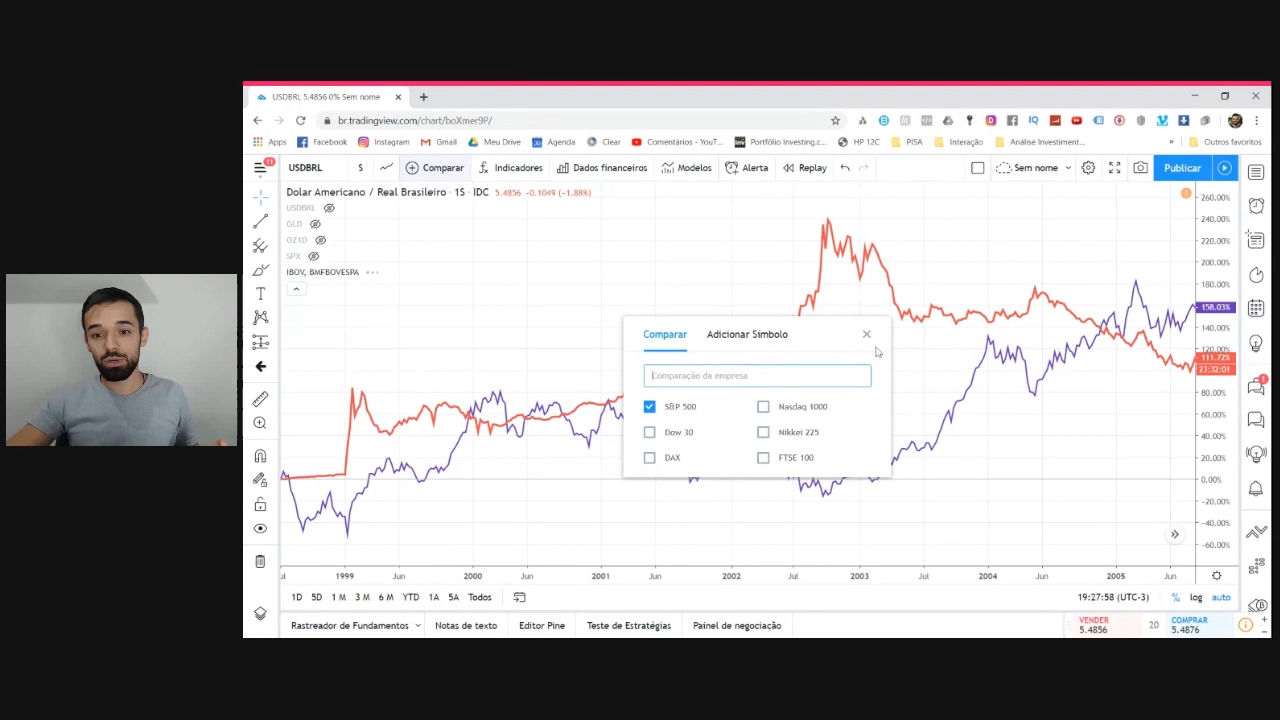 USDBRL 5.4856 0% Sem nome
br.tradingview.com/chart/boXmer9P/
Apps Facebook Instagram Gmail Meu Drive Agenda Clear Comentários - YouT... Portfólio Investing.c... HP 12C PISA Interação Análise Investiment... » Outros favoritos
11 USDBRL S Comparar Indicadores Dados financeiros Modelos Alerta Replay Sem nome Publicar
Dolar Americano / Real Brasileiro · 1S · IDC 5.4856 -0.1049 (-1.88%)
USDBRL
GLD
OZ1D
SPX
IBOV, BMFBOVESPA
260.00%
240.00%
220.00%
200.00%
180.00%
158.03%
140.00%
120.00%
111.72%
23:32:01
80.00%
60.00%
40.00%
20.00%
0.00%
-20.00%
-40.00%
-60.00%
Comparar Adicionar Símbolo
Comparação da empresa
S&P 500 Nasdaq 1000
Dow 30 Nikkei 225
DAX FTSE 100
1
ul 1999 Jun 2000 Jun 2001 Jun 2002 Jul 2003 Jul 2004 Jun 2005 Jun
1D 5D 1 M 3 M 6 M YTD 1A 5A Todos 19:27:58 (UTC-3) % log auto
Rastreador de Fundamentos Notas de texto Editor Pine Teste de Estratégias Painel de negociação
VENDER
5.4856
20
COMPRAR
5.4876